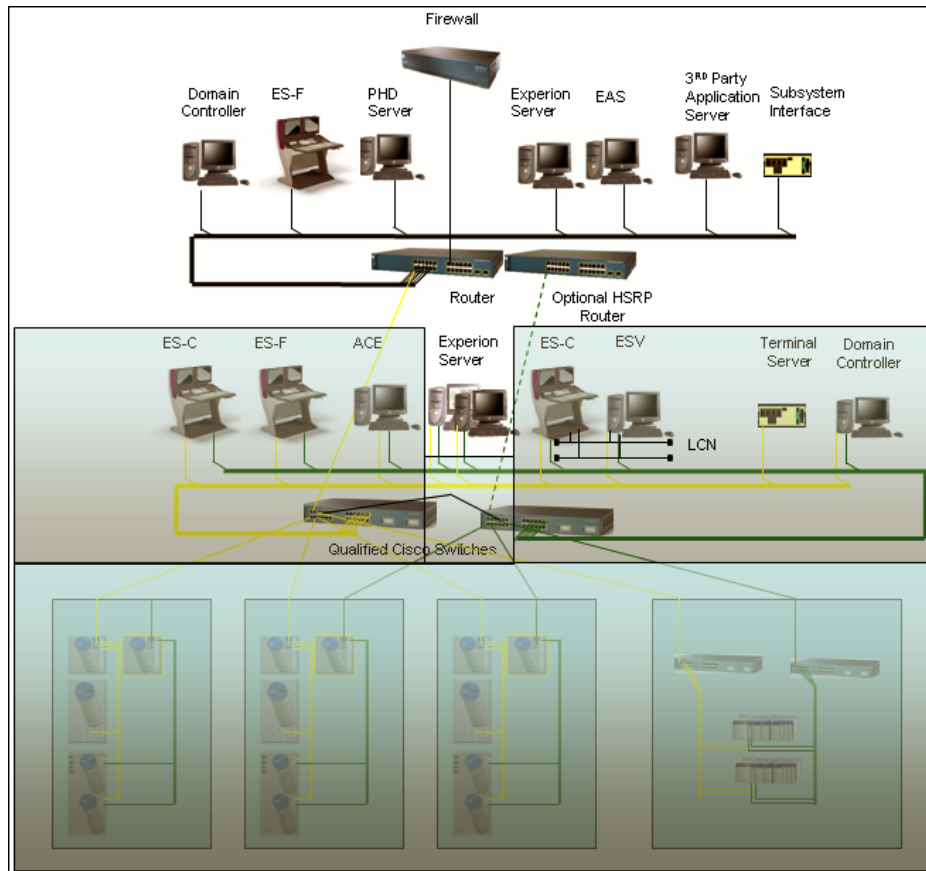 Firewall
Domain
Controller
ES-F
PHD
Server
Experion
Server
EAS
3RD Party
Application
Server
Subsystem
Interface
Router
Optional HSRP
Router
ES-C
ES-F
ACE
Experion
Server
ES-C
ESV
Terminal
Server
Domain
Controller
LCN
Qualified Cisco Switches